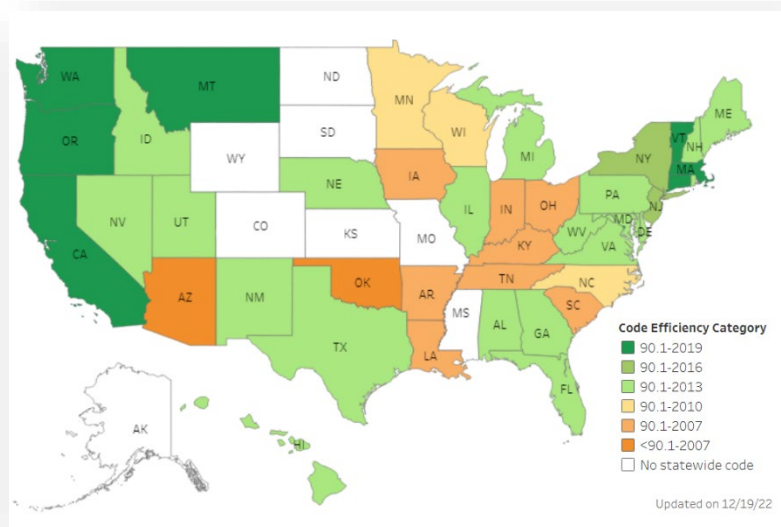 WA
MT
ND
MN
ME
OR
ID
SD
WI
VT
NH
WY
MI
NY
MA
IA
NE
PA
NJ
NV
UT
IL
IN
OH
MD
DE
CO
WV
CA
KS
MO
KY
VA
AZ
NM
OK
AR
TN
NC
SC
MS
AL
GA
TX
LA
FL
AK
HI
Code Efficiency Category
90.1-2019
90.1-2016
90.1-2013
90.1-2010
90.1-2007
<90.1-2007
No statewide code
Updated on 12/19/22